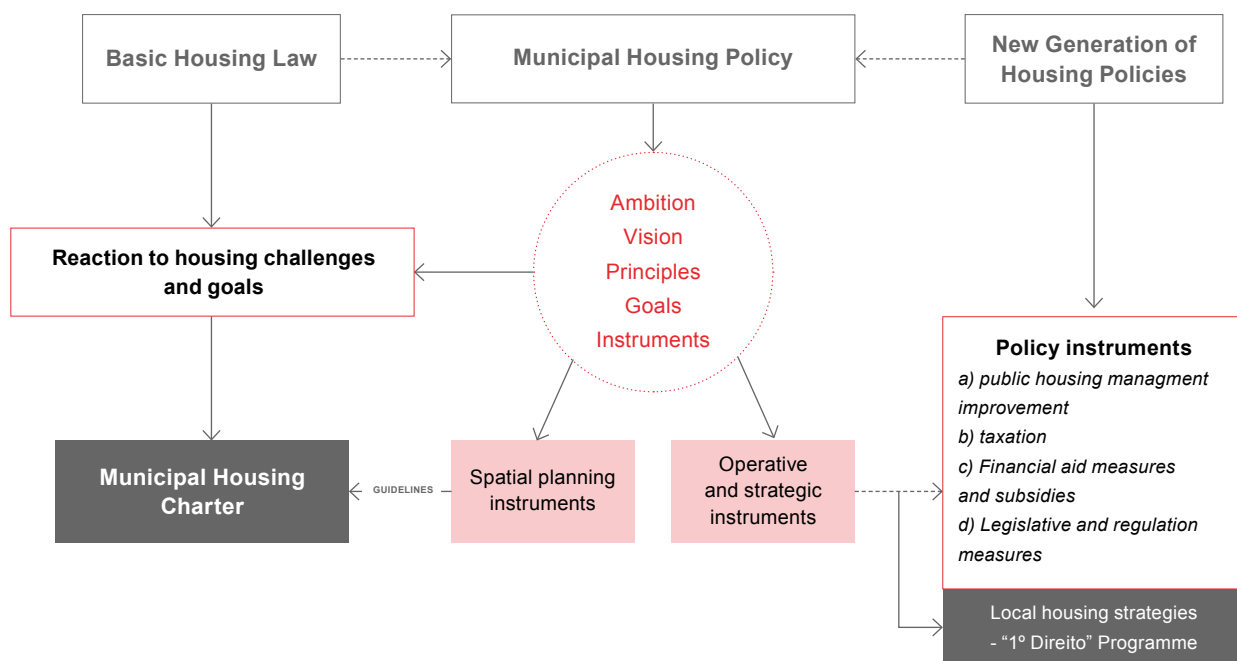 Basic Housing Law
Municipal Housing Policy
New Generation of
Housing Policies
Ambition
Vision
Principles
Goals
Instruments
Reaction to housing challenges
and goals
Policy instruments
a) public housing managment
improvement
b) taxation
c) Financial aid measures
and subsidies
d) Legislative and regulation
measures
Municipal Housing
Charter
GUIDELINES
Spatial planning
instruments
Operative
and strategic
instruments
Local housing strategies
- “1º Direito” Programme